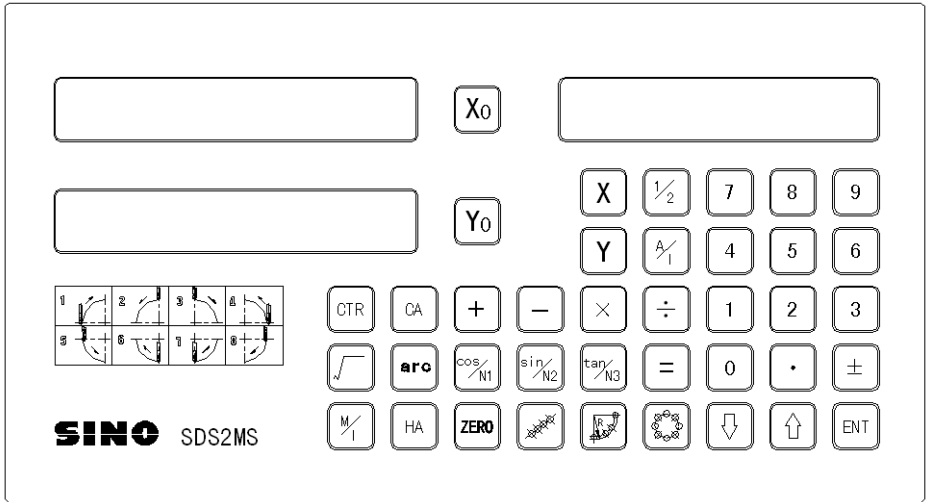 X0
Y0
X 1/2 7 8 9
Y A/I 4 5 6
1 2 3 4
5 6 7 8
CTR CA + − × ÷ 1 2 3
√ arc cos/N1 sin/N2 tan/N3 = 0 . ±
M/I HA ZERO R ⇩ ⇧ ENT
SINO SDS2MS